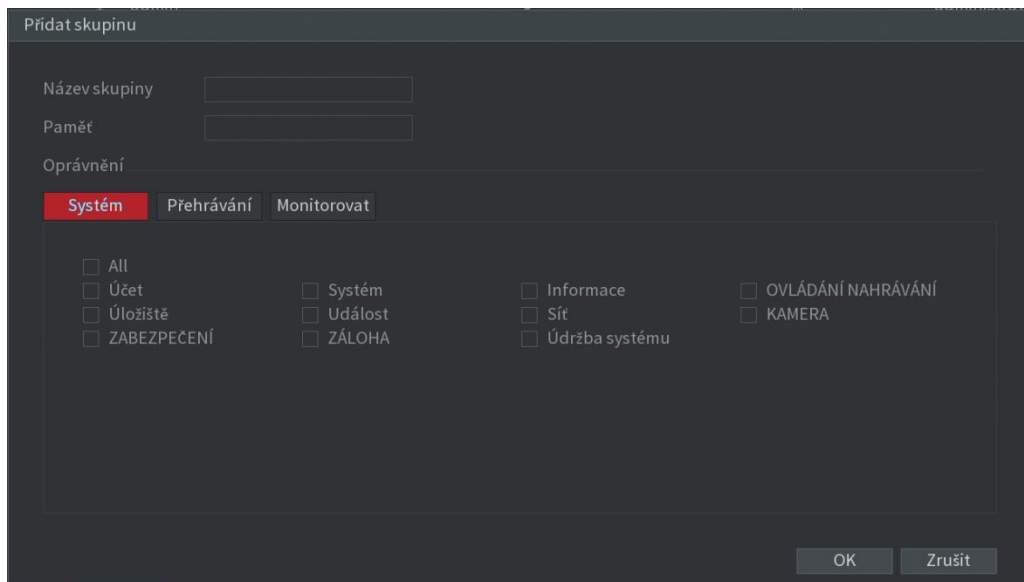 Přidat skupinu
Název skupiny
Paměť
Oprávnění
Systém Přehrávání Monitorovat
All
Účet Systém Informace OVLÁDÁNÍ NAHRÁVÁNÍ
Úložiště Událost Síť KAMERA
ZABEZPEČENÍ ZÁLOHA Údržba systému
OK Zrušit